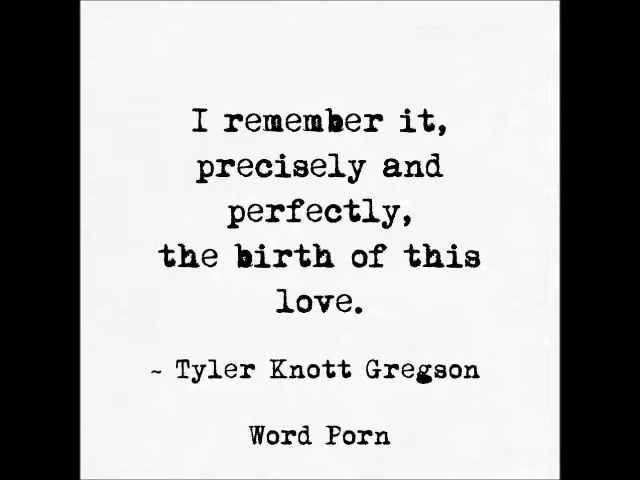 I remember it,
precisely and
perfectly,
the birth of this
love.
~ Tyler Knott Gregson
Word Porn